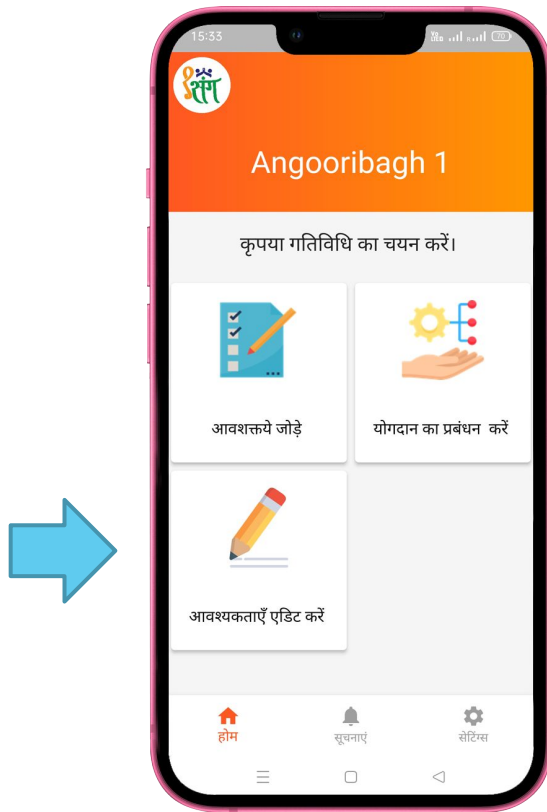 15:33
70
संग
Angooribagh 1
कृपया गतिविधि का चयन करें।
आवशक्तये जोड़े
योगदान का प्रबंधन करें
आवश्यकताएँ एडिट करें
होम
सूचनाएं
सेटिंग्स